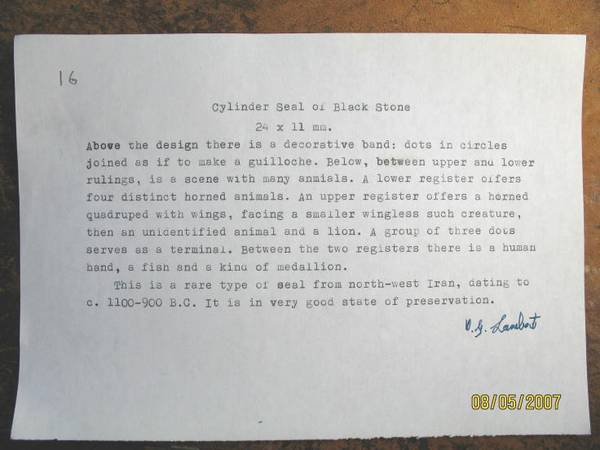 16
Cylinder Seal of Black Stone
24 x 11 mm.
Above the design there is a decorative band: dots in circles
joined as if to make a guilloche. Below, between upper and lower
rulings, is a scene with many anmials. A lower register offers
four distinct horned animals. An upper register offers a horned
quadruped with wings, facing a smaller wingless such creature,
then an unidentified animal and a lion. A group of three dots
serves as a terminal. Between the two registers there is a human
hand, a fish and a kind of medallion.
This is a rare type of seal from north-west Iran, dating to
c. 1100-900 B.C. It is in very good state of preservation.
W. G. Lambert
08/05/2007